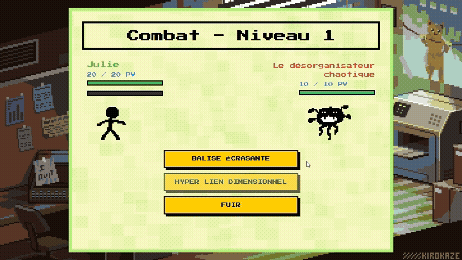 Combat - Niveau 1
Julie
20 / 20 PV
Le désorganisateur
chaotique
10 / 10 PV
BALISE éCRASANTE
HYPER LIEN DIMENSIONNEL
FUIR
KIROKAZE